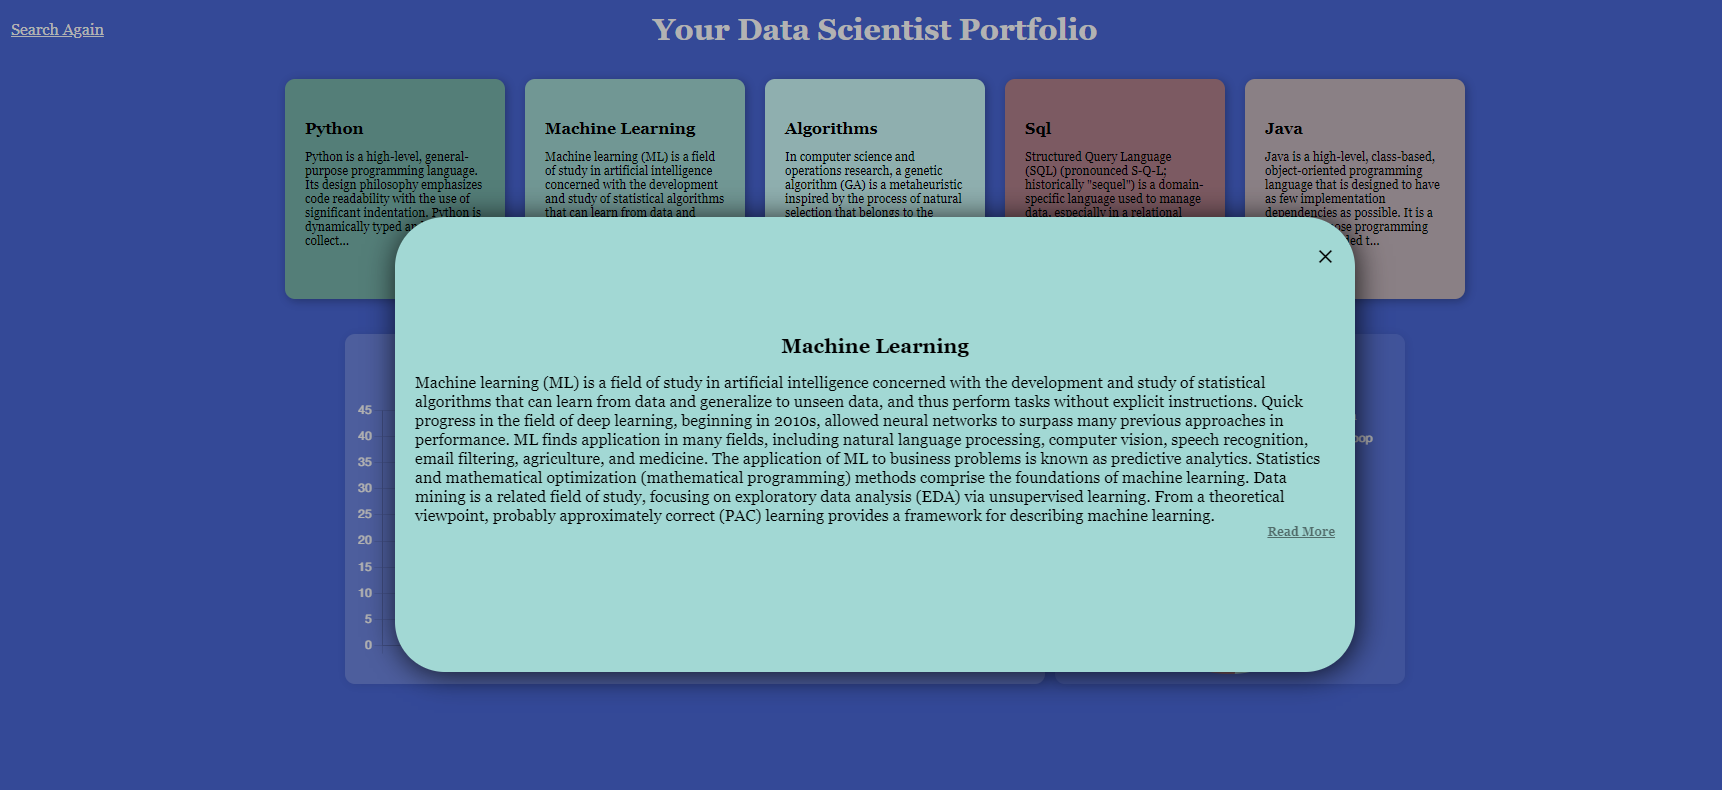 Search Again
Your Data Scientist Portfolio
Python
Python is a high-level, general-
purpose programming language.
Its design philosophy emphasizes
code readability with the use of
significant indentation. Python is
dynamically typed
collect...
Machine Learning
Machine learning (ML) is a field
of study in artificial intelligence
concerned with the development
and study of statistical algorithms
that can learn from data and
Algorithms
In computer science and
operations research, a genetic
algorithm (GA) is a metaheuristic
inspired by the process of natural
selection that belongs to the
Sql
Structured Query Language
(SQL) (pronounced S-Q-L;
historically "sequel") is a domain-
specific language used to manage
data, especially in a relational
Java
Java is a high-level, class-based,
object-oriented programming
language that is designed to have
as few implementation
dependencies as possible. It is a
programming
t...
Machine Learning
Machine learning (ML) is a field of study in artificial intelligence concerned with the development and study of statistical
algorithms that can learn from data and generalize to unseen data, and thus perform tasks without explicit instructions. Quick
progress in the field of deep learning, beginning in 2010s, allowed neural networks to surpass many previous approaches in
performance. ML finds application in many fields, including natural language processing, computer vision, speech recognition,
email filtering, agriculture, and medicine. The application of ML to business problems is known as predictive analytics. Statistics
and mathematical optimization (mathematical programming) methods comprise the foundations of machine learning. Data
mining is a related field of study, focusing on exploratory data analysis (EDA) via unsupervised learning. From a theoretical
viewpoint, probably approximately correct (PAC) learning provides a framework for describing machine learning.
Read More
45
40
35
30
25
20
15
10
5
0